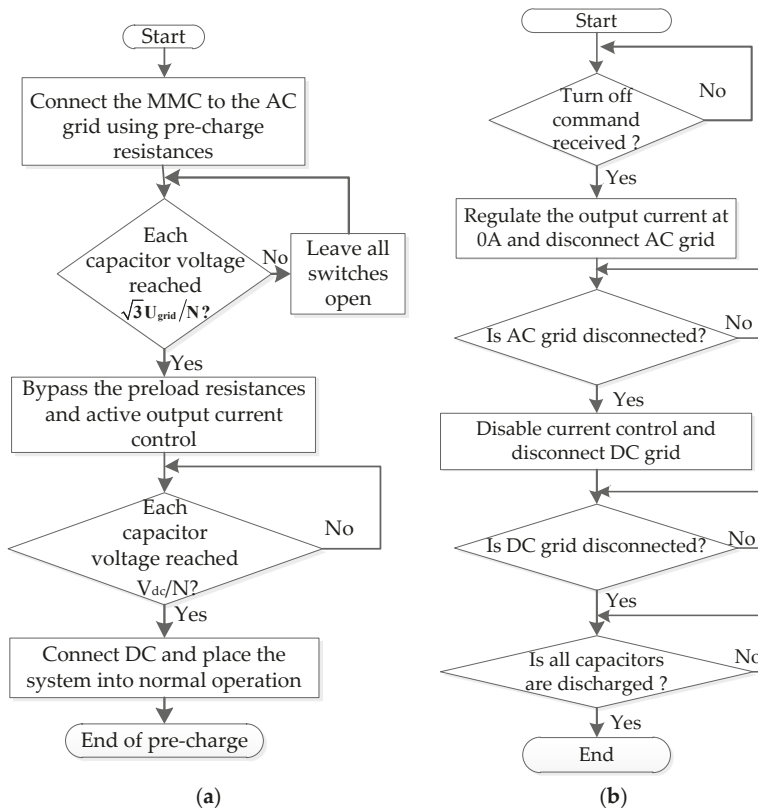 Start
Connect the MMC to the AC
grid using pre-charge
resistances
Each
capacitor voltage
reached
√3 U_grid/N?
No
Leave all
switches
open
Yes
Bypass the preload resistances
and active output current
control
Each
capacitor
voltage reached
V_dc/N?
No
Yes
Connect DC and place the
system into normal operation
End of pre-charge
(a)
Start
Turn off
command
received ?
No
Yes
Regulate the output current at
0A and disconnect AC grid
Is AC grid disconnected?
No
Yes
Disable current control and
disconnect DC grid
Is DC grid disconnected?
No
Yes
Is all capacitors
are discharged ?
No
Yes
End
(b)